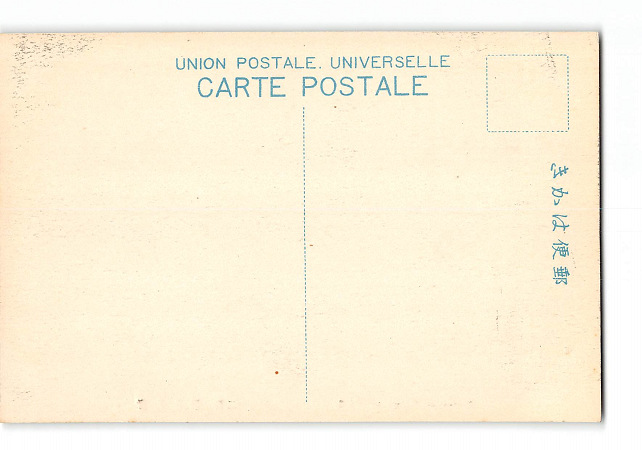 UNION POSTALE. UNIVERSELLE
CARTE POSTALE
きかは便郵